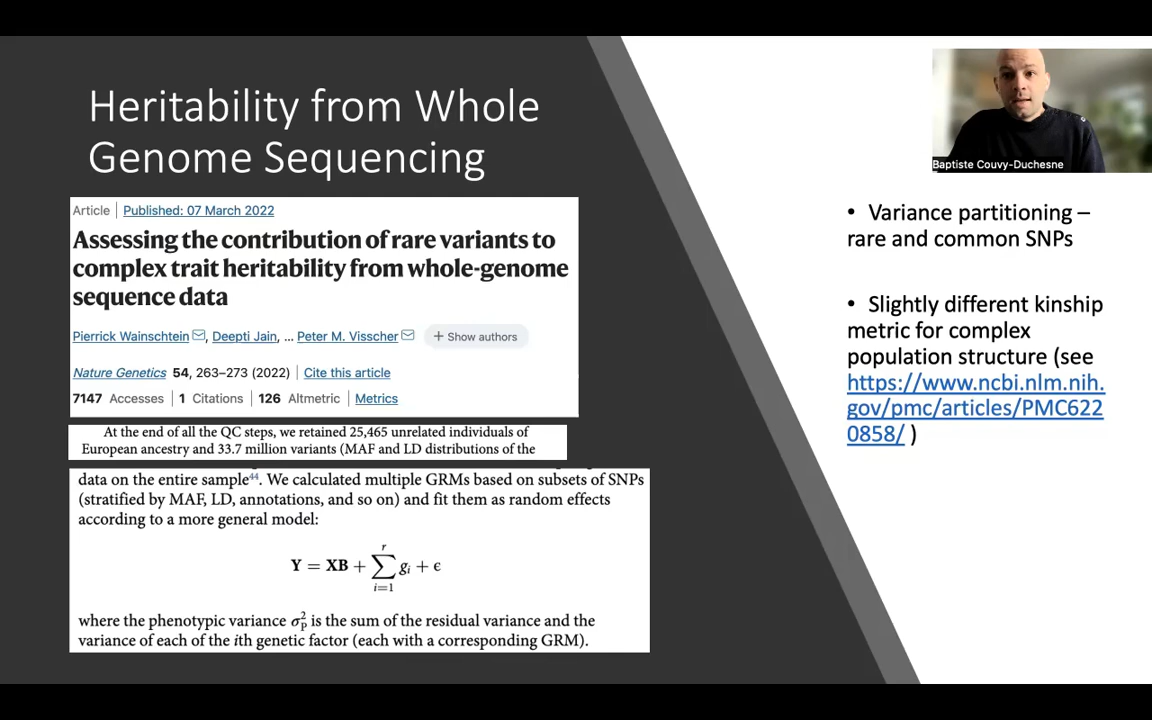 Heritability from Whole
Genome Sequencing
Article | Published: 07 March 2022
Assessing the contribution of rare variants to
complex trait heritability from whole-genome
sequence data
Pierrick Wainschtein, Deepti Jain, ... Peter M. Visscher + Show authors
Nature Genetics 54, 263–273 (2022) | Cite this article
7147 Accesses | 1 Citations | 126 Altmetric | Metrics
At the end of all the QC steps, we retained 25,465 unrelated individuals of
European ancestry and 33.7 million variants (MAF and LD distributions of the
data on the entire sample44. We calculated multiple GRMs based on subsets of SNPs
(stratified by MAF, LD, annotations, and so on) and fit them as random effects
according to a more general model:
Y = XB + ∑_{i=1}^{r} g_i + ϵ
where the phenotypic variance σ²_P is the sum of the residual variance and the
variance of each of the ith genetic factor (each with a corresponding GRM).
Baptiste Couvy-Duchesne
• Variance partitioning –
rare and common SNPs
• Slightly different kinship
metric for complex
population structure (see
https://www.ncbi.nlm.nih.
gov/pmc/articles/PMC622
0858/ )